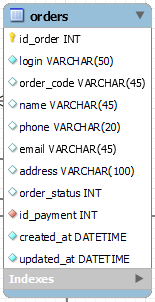 orders
id_order INT
login VARCHAR(50)
order_code VARCHAR(45)
name VARCHAR(45)
phone VARCHAR(20)
email VARCHAR(45)
address VARCHAR(100)
order_status INT
id_payment INT
created_at DATETIME
updated_at DATETIME
Indexes